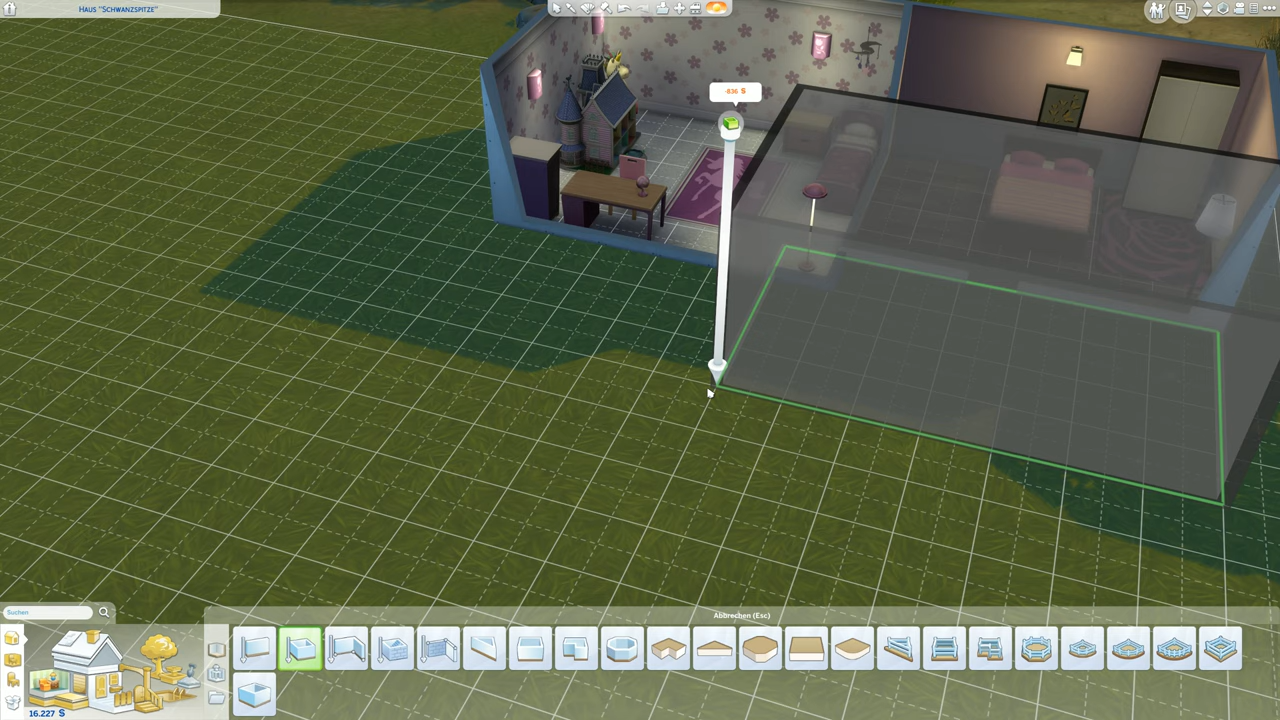 Haus "Schwanzspitze"
-836 $
Abbrechen (Esc)
Suchen
16.227 $